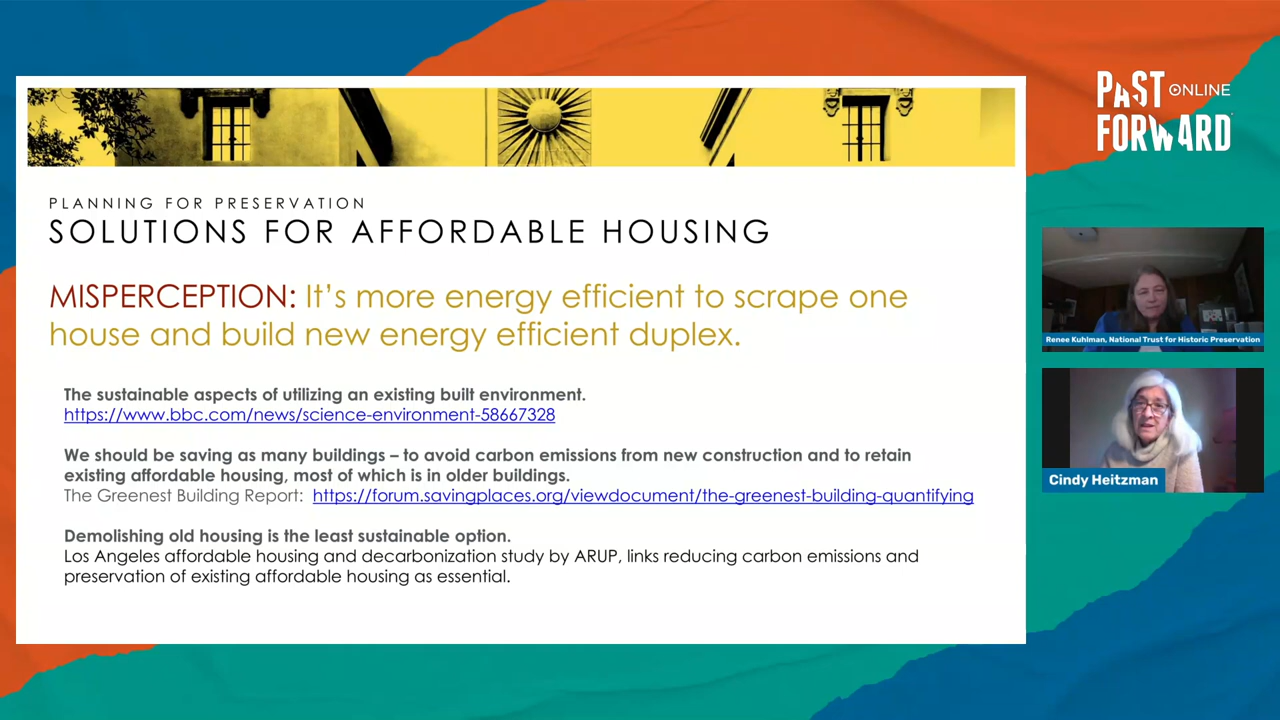 PLANNING FOR PRESERVATION
SOLUTIONS FOR AFFORDABLE HOUSING
MISPERCEPTION: It's more energy efficient to scrape one
house and build new energy efficient duplex.
The sustainable aspects of utilizing an existing built environment.
https://www.bbc.com/news/science-environment-58667328
We should be saving as many buildings – to avoid carbon emissions from new construction and to retain
existing affordable housing, most of which is in older buildings.
The Greenest Building Report: https://forum.savingplaces.org/viewdocument/the-greenest-building-quantifying
Demolishing old housing is the least sustainable option.
Los Angeles affordable housing and decarbonization study by ARUP, links reducing carbon emissions and
preservation of existing affordable housing as essential.
PAST ONLINE
FORWARD
Renee Kuhlman, National Trust for Historic Preservation
Cindy Heitzman